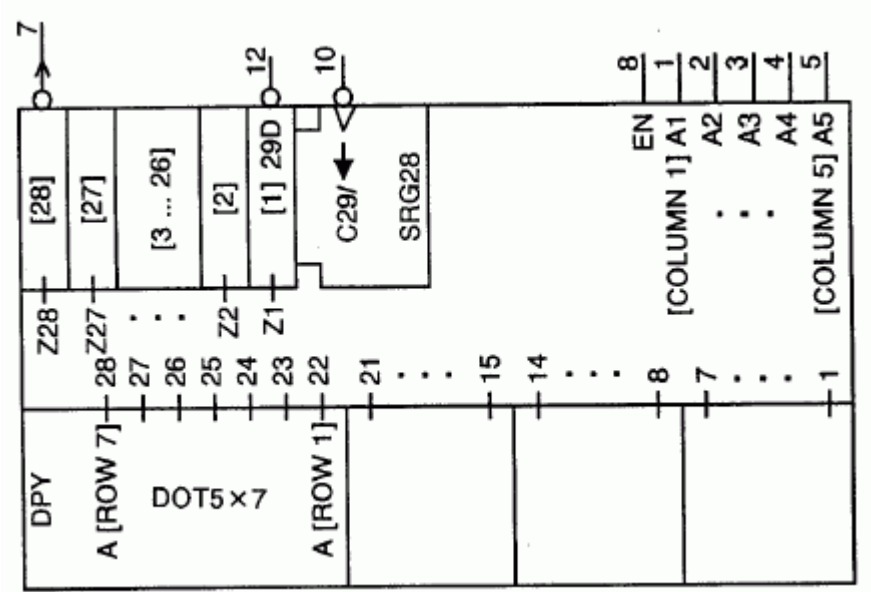 DPY Z28 [28] 7
Z27 [27]
A [ROW 7] 28
27
[3 ... 26]
26
DOT5×7
25
Z2 [2]
24
Z1 [1] 29D 12
23
A [ROW 1] 22
C29/ 10
21
SRG28
15
14
EN 8
8
[COLUMN 1] A1 1
7
A2 2
A3 3
A4 4
[COLUMN 5] A5 5
1